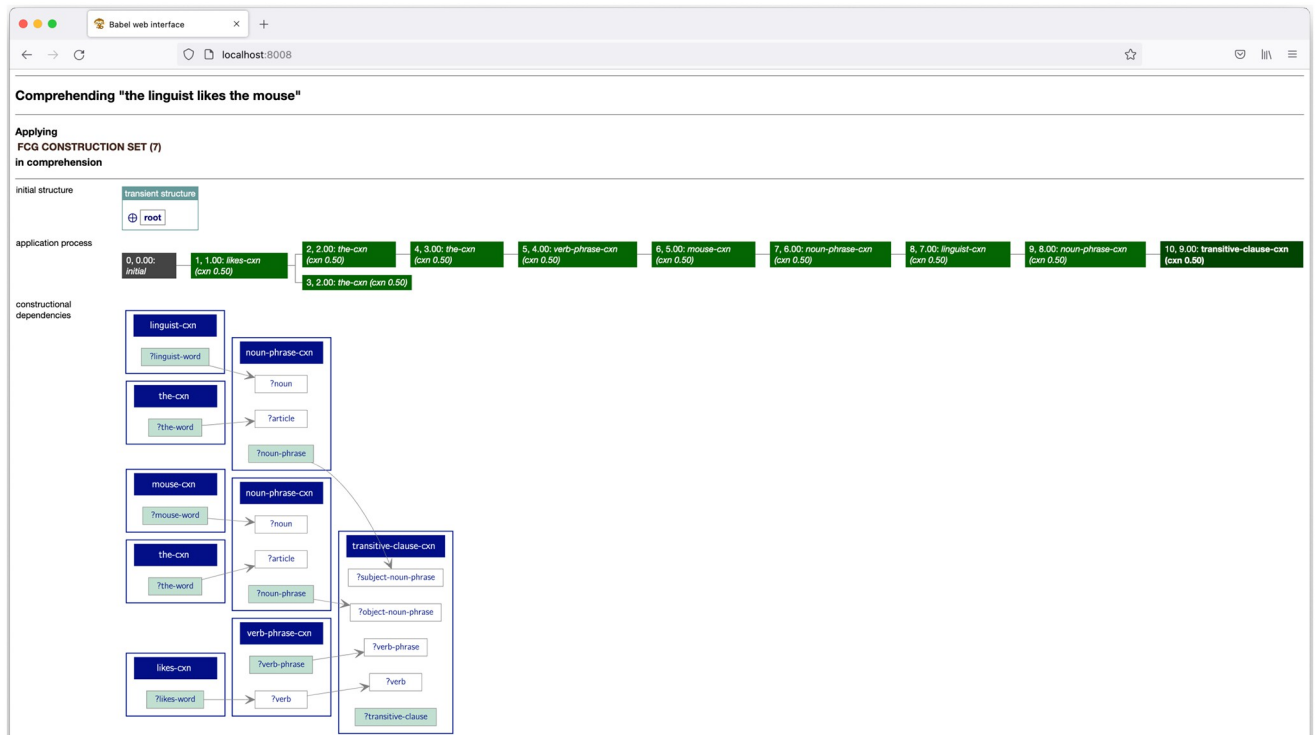 Babel web interface
localhost:8008
Comprehending "the linguist likes the mouse"
Applying
FCG CONSTRUCTION SET (7)
in comprehension
initial structure
transient structure
root
application process
0, 0.00:
initial
1, 1.00: likes-cxn
(cxn 0.50)
2, 2.00: the-cxn
(cxn 0.50)
4, 3.00: the-cxn
(cxn 0.50)
5, 4.00: verb-phrase-cxn
(cxn 0.50)
6, 5.00: mouse-cxn
(cxn 0.50)
7, 6.00: noun-phrase-cxn
(cxn 0.50)
8, 7.00: linguist-cxn
(cxn 0.50)
9, 8.00: noun-phrase-cxn
(cxn 0.50)
10, 9.00: transitive-clause-cxn
(cxn 0.50)
3, 2.00: the-cxn (cxn 0.50)
constructional
dependencies
linguist-cxn
?linguist-word
the-cxn
?the-word
noun-phrase-cxn
?noun
?article
?noun-phrase
mouse-cxn
?mouse-word
the-cxn
?the-word
noun-phrase-cxn
?noun
?article
?noun-phrase
likes-cxn
?likes-word
verb-phrase-cxn
?verb-phrase
?verb
transitive-clause-cxn
?subject-noun-phrase
?object-noun-phrase
?verb-phrase
?verb
?transitive-clause